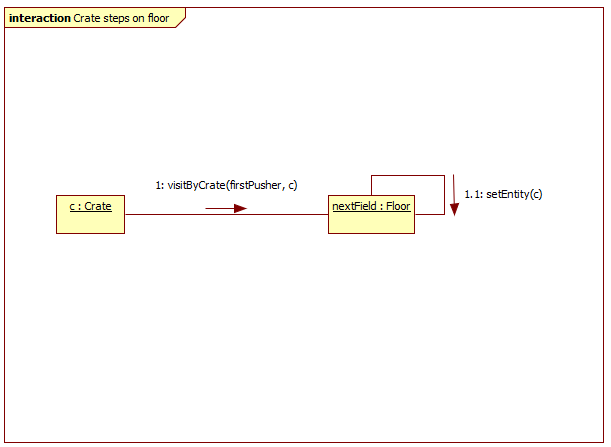 interaction Crate steps on floor
1: visitByCrate(firstPusher, c)
c : Crate
nextField : Floor
1.1: setEntity(c)